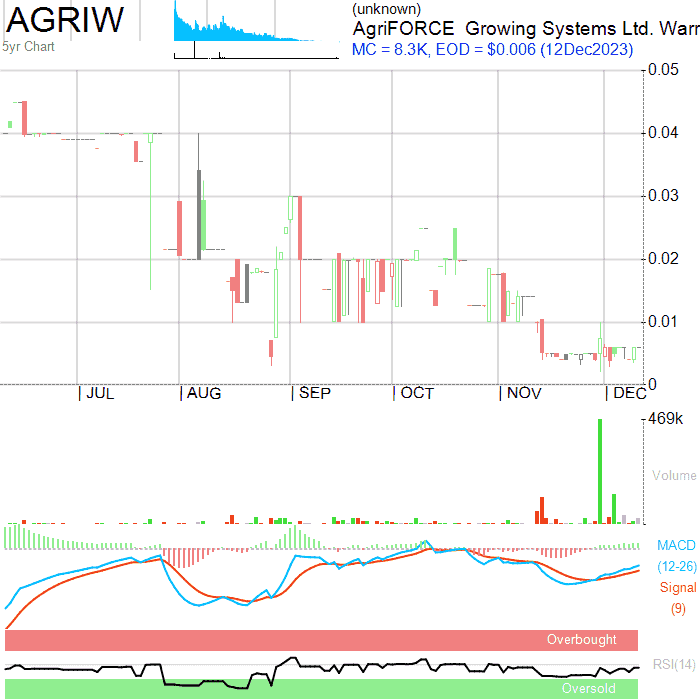 AGRIW
5yr Chart
(unknown)
AgriFORCE Growing Systems Ltd. Warr
MC = 8.3K, EOD = $0.006 (12Dec2023)
0.05
0.04
0.03
0.02
0.01
0
JUL AUG SEP OCT NOV DEC
469k
Volume
MACD
(12-26)
Signal
(9)
Overbought
RSI(14)
Oversold